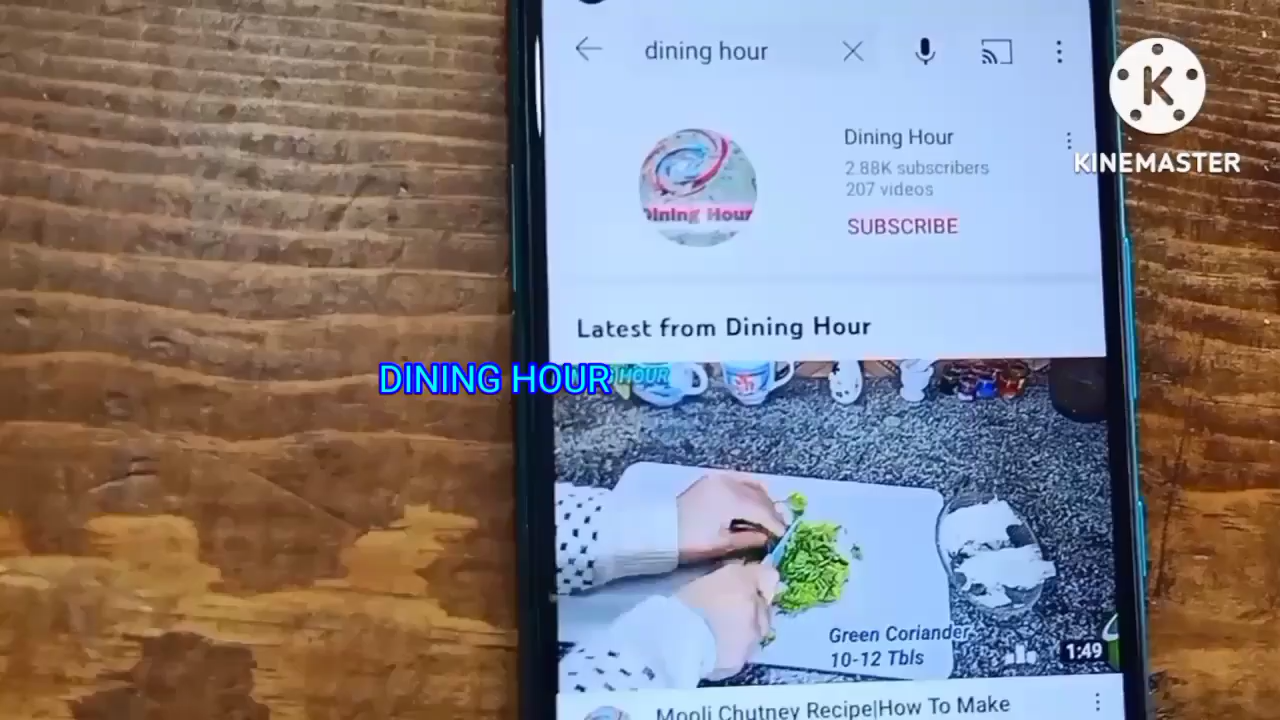 dining hour
K
KINEMASTER
Dining Hour
2.88K subscribers
207 videos
SUBSCRIBE
Dining Hour
Latest from Dining Hour
DINING HOUR
HOUR
Green Coriander
10-12 Tbls
1:49
Mooli Chutney Recipe|How To Make